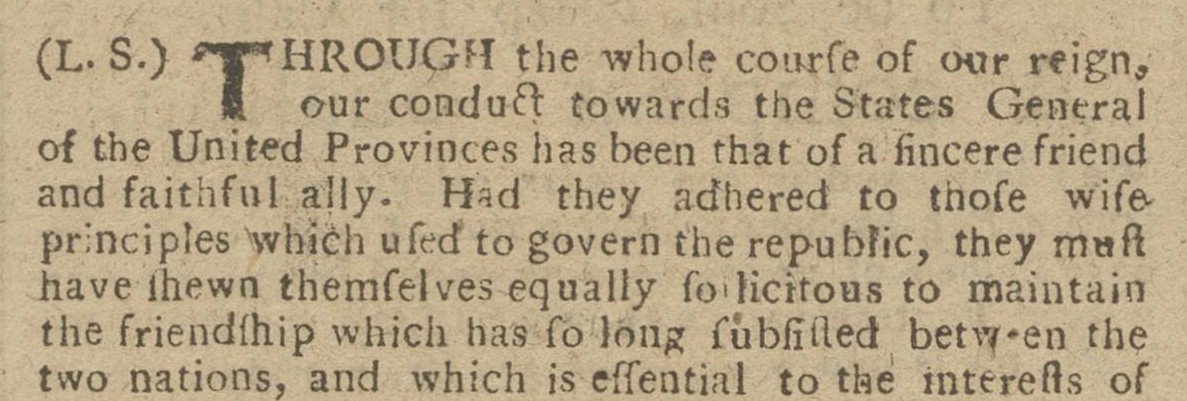 (L. S.) THROUGH the whole courſe of our reign,
our conduct towards the States General
of the United Provinces has been that of a ſincere friend
and faithful ally. Had they adhered to thoſe wiſe
principles which uſed to govern the republic, they muſt
have ſhewn themſelves equally ſollicitous to maintain
the friendſhip which has ſo long ſubſiſted between the
two nations, and which is eſſential to the intereſts of